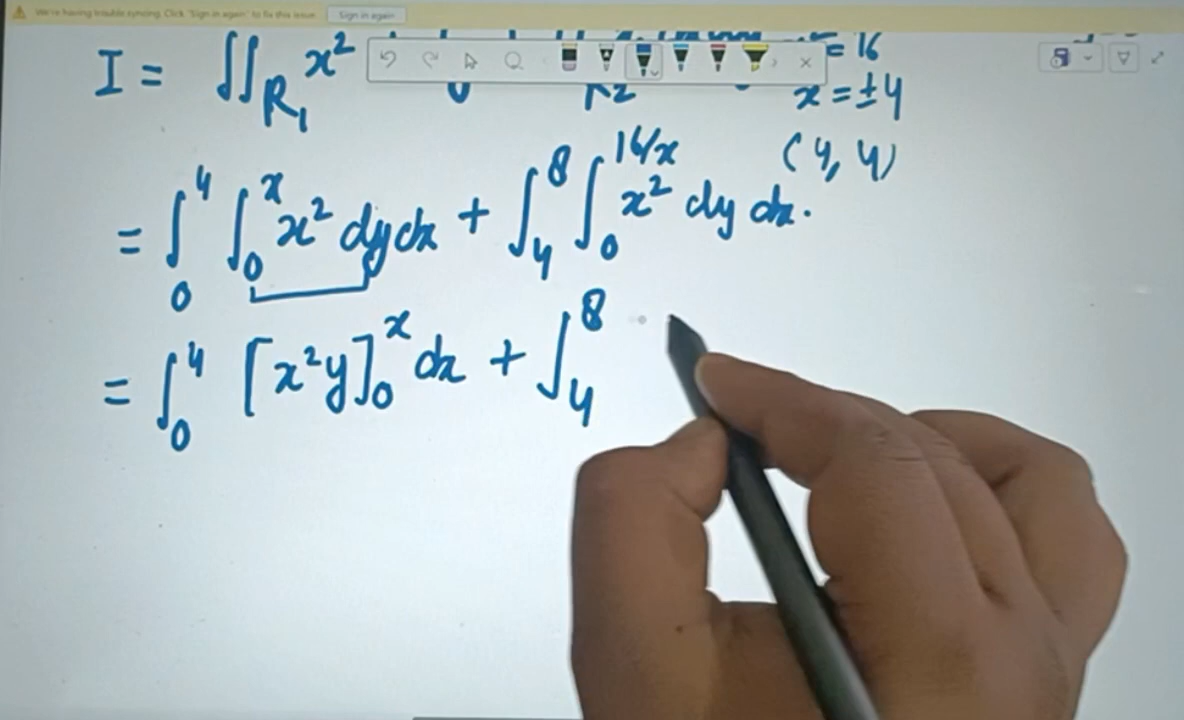 We're having trouble syncing. Click "Sign in again" to fix this issue. Sign in again
I = ∬_{R₁} x²
= 16
x = ±4
(4, 4)
= ∫₀⁴ ∫₀ˣ x² dy dx + ∫₄⁸ ∫₀^{16/x} x² dy dx.
= ∫₀⁴ [x²y]₀ˣ dx + ∫₄⁸